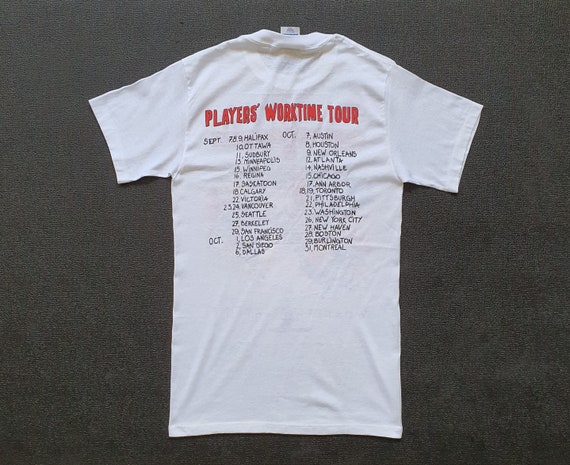 PLAYERS' WORKTIME TOUR
SEPT. 7,8,9, HALIFAX
10, OTTAWA
11, SUDBURY
13, MINNEAPOLIS
15, WINNIPEG
16, REGINA
17, SASKATOON
18, CALGARY
22, VICTORIA
23,24, VANCOUVER
25, SEATTLE
27, BERKELEY
29, SAN FRANCISCO
OCT. 1, LOS ANGELES
2, SAN DIEGO
6, DALLAS
OCT. 7, AUSTIN
8, HOUSTON
9, NEW ORLEANS
12, ATLANTA
14, NASHVILLE
15, CHICAGO
17, ANN ARBOR
18,19, TORONTO
21, PITTSBURGH
22, PHILADELPHIA
23, WASHINGTON
26, NEW YORK CITY
27, NEW HAVEN
28, BOSTON
29, BURLINGTON
31, MONTREAL